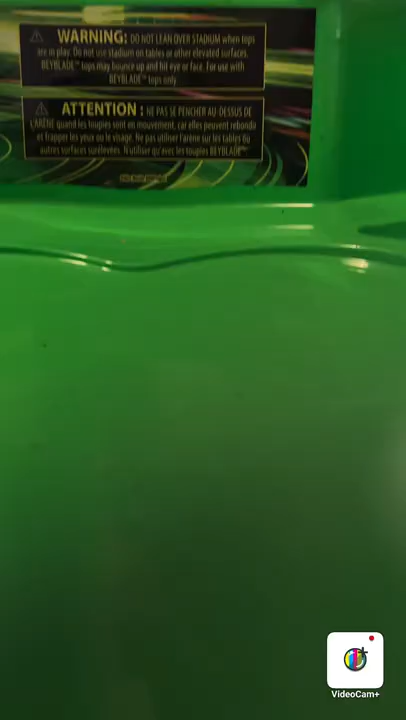 WARNING: DO NOT LEAN OVER STADIUM when tops
are in play. Do not use stadium on tables or other elevated surfaces.
BEYBLADE™ tops may bounce up and hit eye or face. For use with
BEYBLADE™ tops only.
ATTENTION : NE PAS SE PENCHER AU-DESSUS DE
L'ARÈNE quand les toupies sont en mouvement, car elles peuvent rebondir
et frapper les yeux ou le visage. Ne pas utiliser l'arène sur les tables ou
autres surfaces surélevées. N'utiliser qu'avec les toupies BEYBLADE™.
VideoCam+